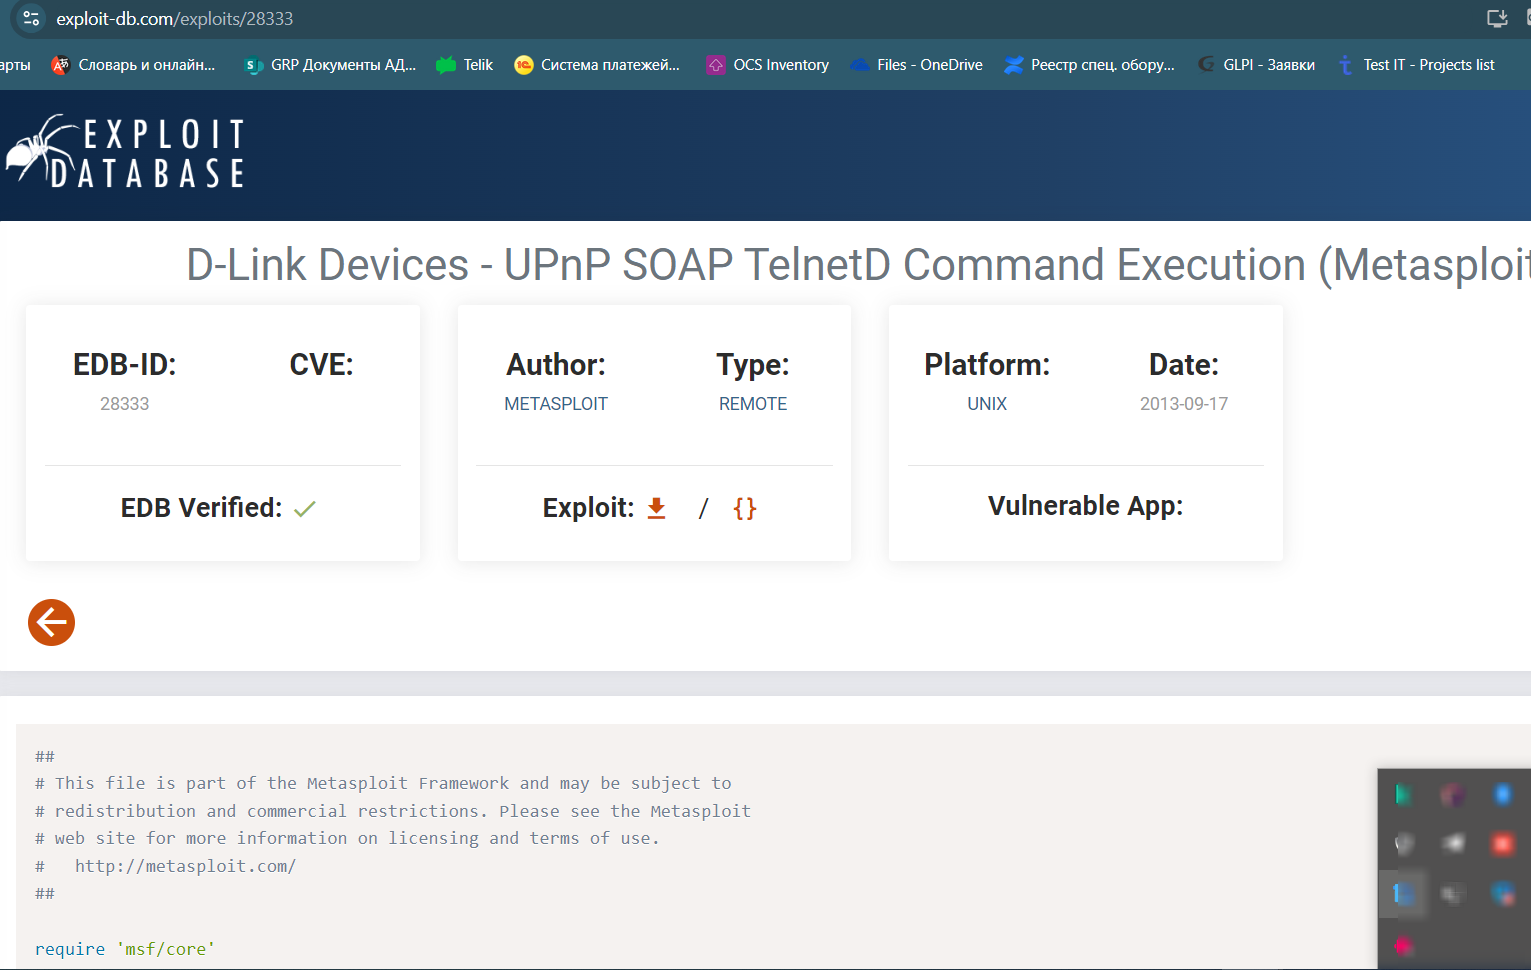 exploit-db.com/exploits/28333
арты Словарь и онлайн... GRP Документы АД... Telik Система платежей... OCS Inventory Files - OneDrive Реестр спец. обору... GLPI - Заявки Test IT - Projects list
EXPLOIT
DATABASE
D-Link Devices - UPnP SOAP TelnetD Command Execution (Metasploit
EDB-ID: CVE: Author: Type: Platform: Date:
28333 METASPLOIT REMOTE UNIX 2013-09-17
EDB Verified: Exploit: / {} Vulnerable App:
##
# This file is part of the Metasploit Framework and may be subject to
# redistribution and commercial restrictions. Please see the Metasploit
# web site for more information on licensing and terms of use.
#   http://metasploit.com/
##
require 'msf/core'